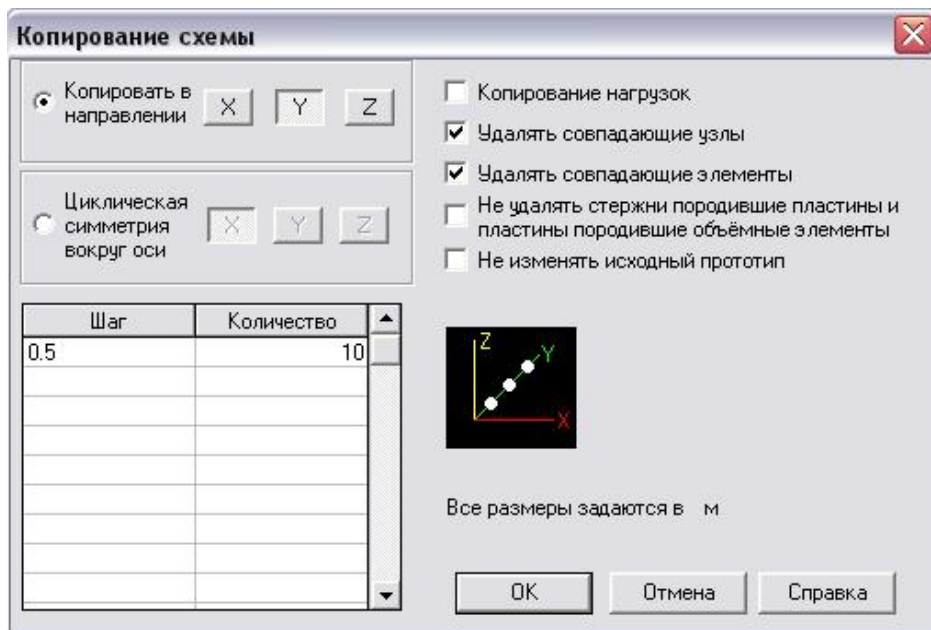 Копирование схемы
Копировать в
направлении
X Y Z
Циклическая
симметрия
вокруг оси
X Y Z
Шаг Количество
0.5 10
Копирование нагрузок
Удалять совпадающие узлы
Удалять совпадающие элементы
Не удалять стержни породившие пластины и
пластины породившие объёмные элементы
Не изменять исходный прототип
Z
Y
X
Все размеры задаются в м
OK Отмена Справка